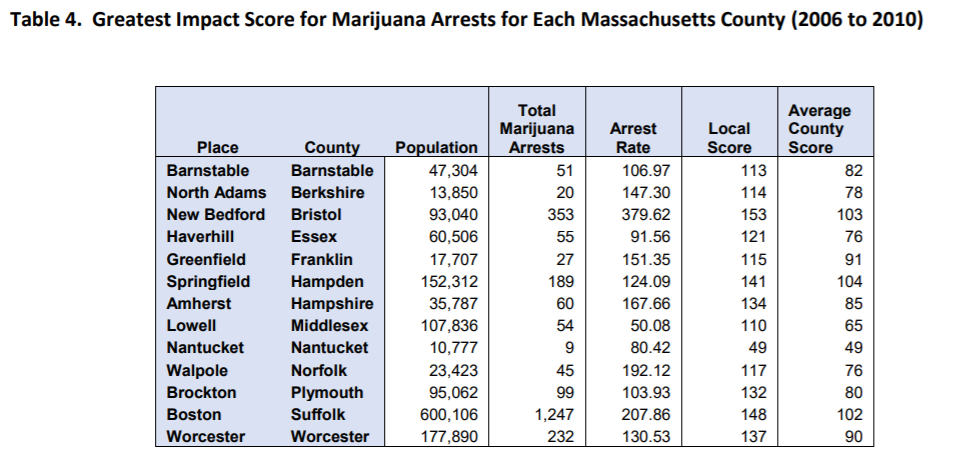 Table 4. Greatest Impact Score for Marijuana Arrests for Each Massachusetts County (2006 to 2010)
Place County Population Total Marijuana Arrests Arrest Rate Local Score Average County Score
Barnstable Barnstable 47,304 51 106.97 113 82
North Adams Berkshire 13,850 20 147.30 114 78
New Bedford Bristol 93,040 353 379.62 153 103
Haverhill Essex 60,506 55 91.56 121 76
Greenfield Franklin 17,707 27 151.35 115 91
Springfield Hampden 152,312 189 124.09 141 104
Amherst Hampshire 35,787 60 167.66 134 85
Lowell Middlesex 107,836 54 50.08 110 65
Nantucket Nantucket 10,777 9 80.42 49 49
Walpole Norfolk 23,423 45 192.12 117 76
Brockton Plymouth 95,062 99 103.93 132 80
Boston Suffolk 600,106 1,247 207.86 148 102
Worcester Worcester 177,890 232 130.53 137 90